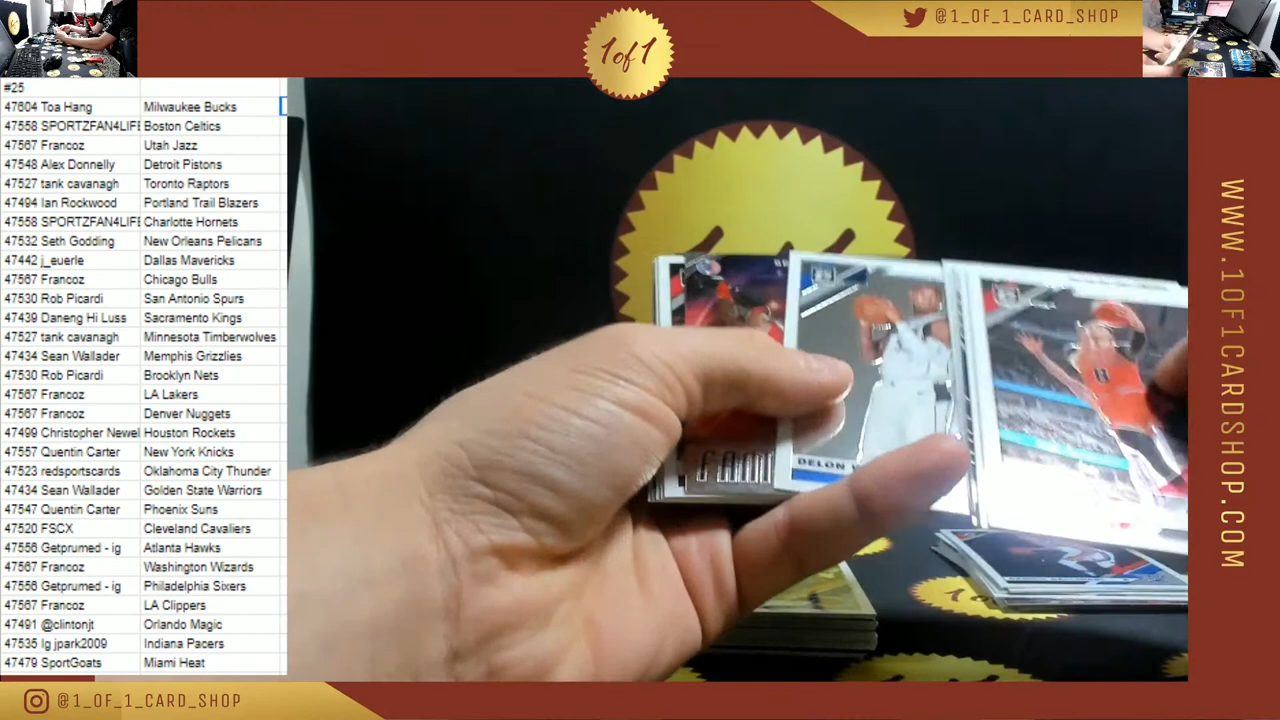 1of1
@1_OF_1_CARD_SHOP
#25
47604 Toa Hang Milwaukee Bucks
47558 SPORTZFAN4LIFE Boston Celtics
47567 Francoz Utah Jazz
47548 Alex Donnelly Detroit Pistons
47527 tank cavanagh Toronto Raptors
47494 Ian Rockwood Portland Trail Blazers
47558 SPORTZFAN4LIFE Charlotte Hornets
47532 Seth Godding New Orleans Pelicans
47442 j_euerle Dallas Mavericks
47567 Francoz Chicago Bulls
47530 Rob Picardi San Antonio Spurs
47439 Daneng Hi Luss Sacramento Kings
47527 tank cavanagh Minnesota Timberwolves
47434 Sean Wallader Memphis Grizzlies
47530 Rob Picardi Brooklyn Nets
47567 Francoz LA Lakers
47567 Francoz Denver Nuggets
47499 Christopher Newel Houston Rockets
47557 Quentin Carter New York Knicks
47523 redsportscards Oklahoma City Thunder
47434 Sean Wallader Golden State Warriors
47547 Quentin Carter Phoenix Suns
47520 FSCX Cleveland Cavaliers
47556 Getprumed - ig Atlanta Hawks
47567 Francoz Washington Wizards
47556 Getprumed - ig Philadelphia Sixers
47567 Francoz LA Clippers
47491 @clintonjt Orlando Magic
47535 Ig jpark2009 Indiana Pacers
47479 SportGoats Miami Heat
DELON
WWW.1OF1CARDSHOP.COM
@1_OF_1_CARD_SHOP